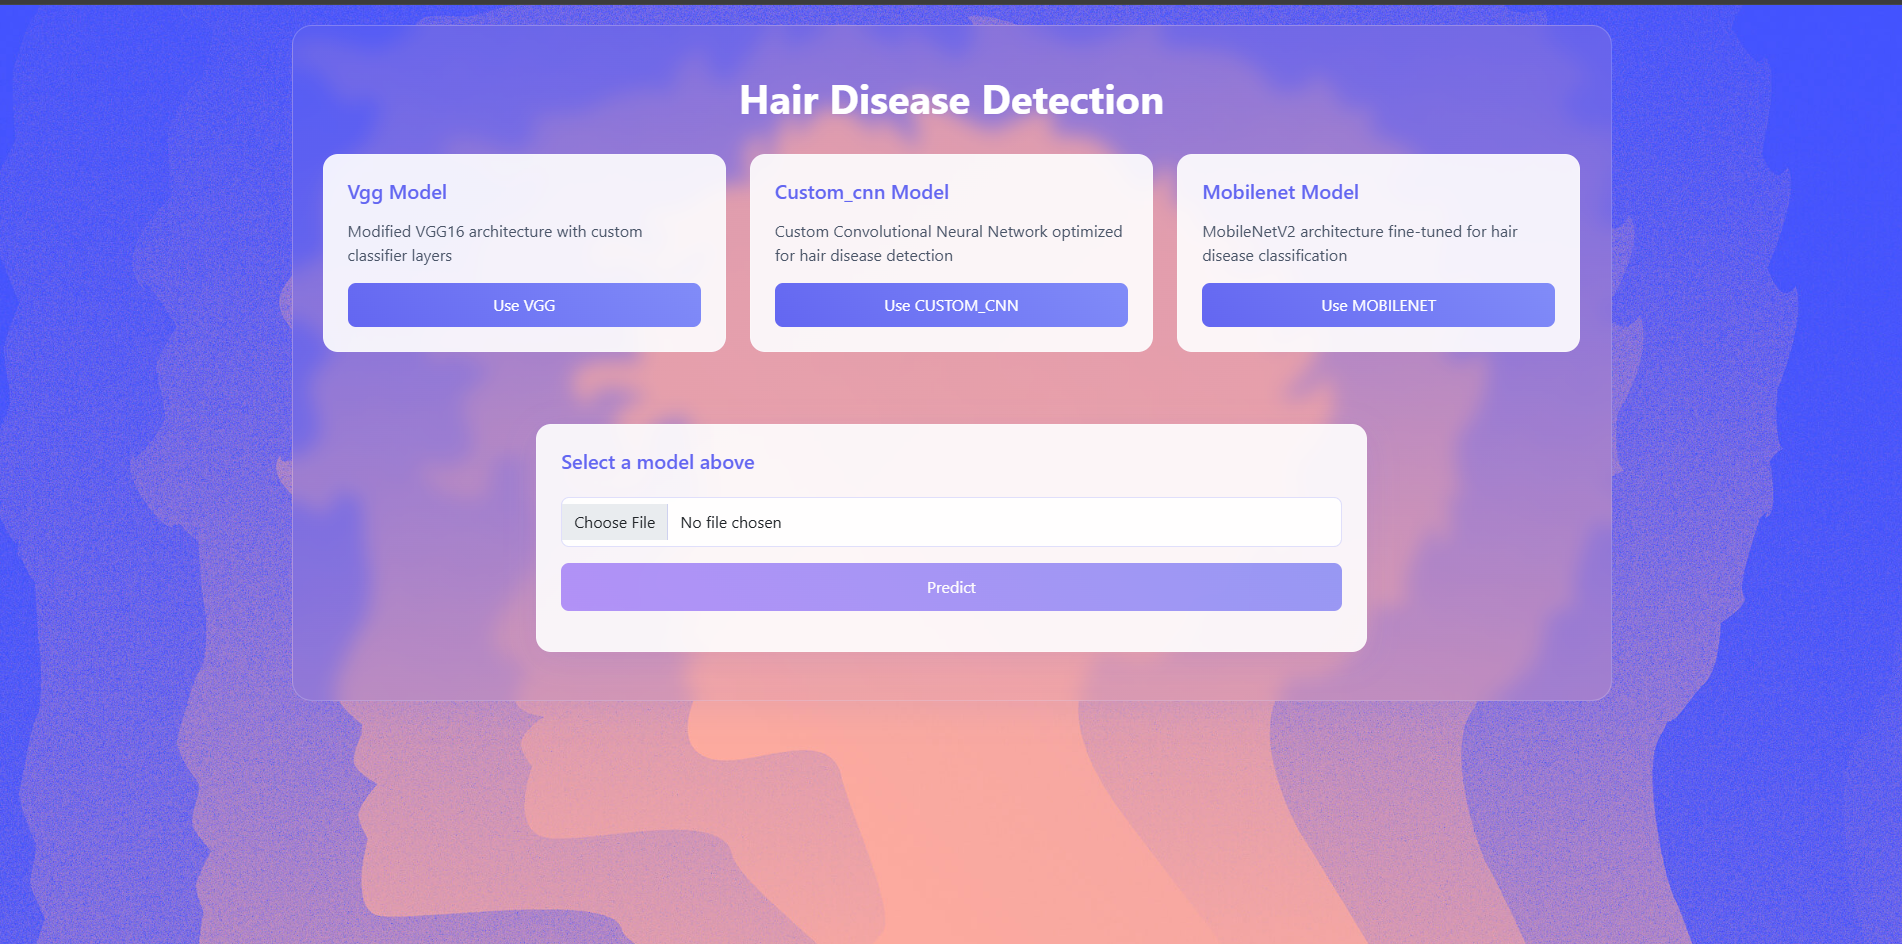 Hair Disease Detection
Vgg Model
Modified VGG16 architecture with custom
classifier layers
Use VGG
Custom_cnn Model
Custom Convolutional Neural Network optimized
for hair disease detection
Use CUSTOM_CNN
Mobilenet Model
MobileNetV2 architecture fine-tuned for hair
disease classification
Use MOBILENET
Select a model above
Choose File No file chosen
Predict